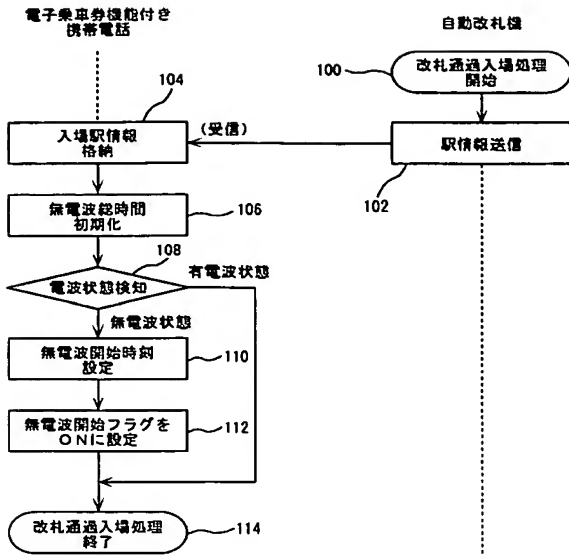 電子乗車券機能付き
携帯電話
自動改札機
100
改札通過入場処理
開始
104
入場駅情報
格納
(受信)
駅情報送信
102
無電波総時間
初期化
106
108
電波状態検知
有電波状態
無電波状態
無電波開始時刻
設定
110
無電波開始フラグを
ONに設定
112
改札通過入場処理
終了
114